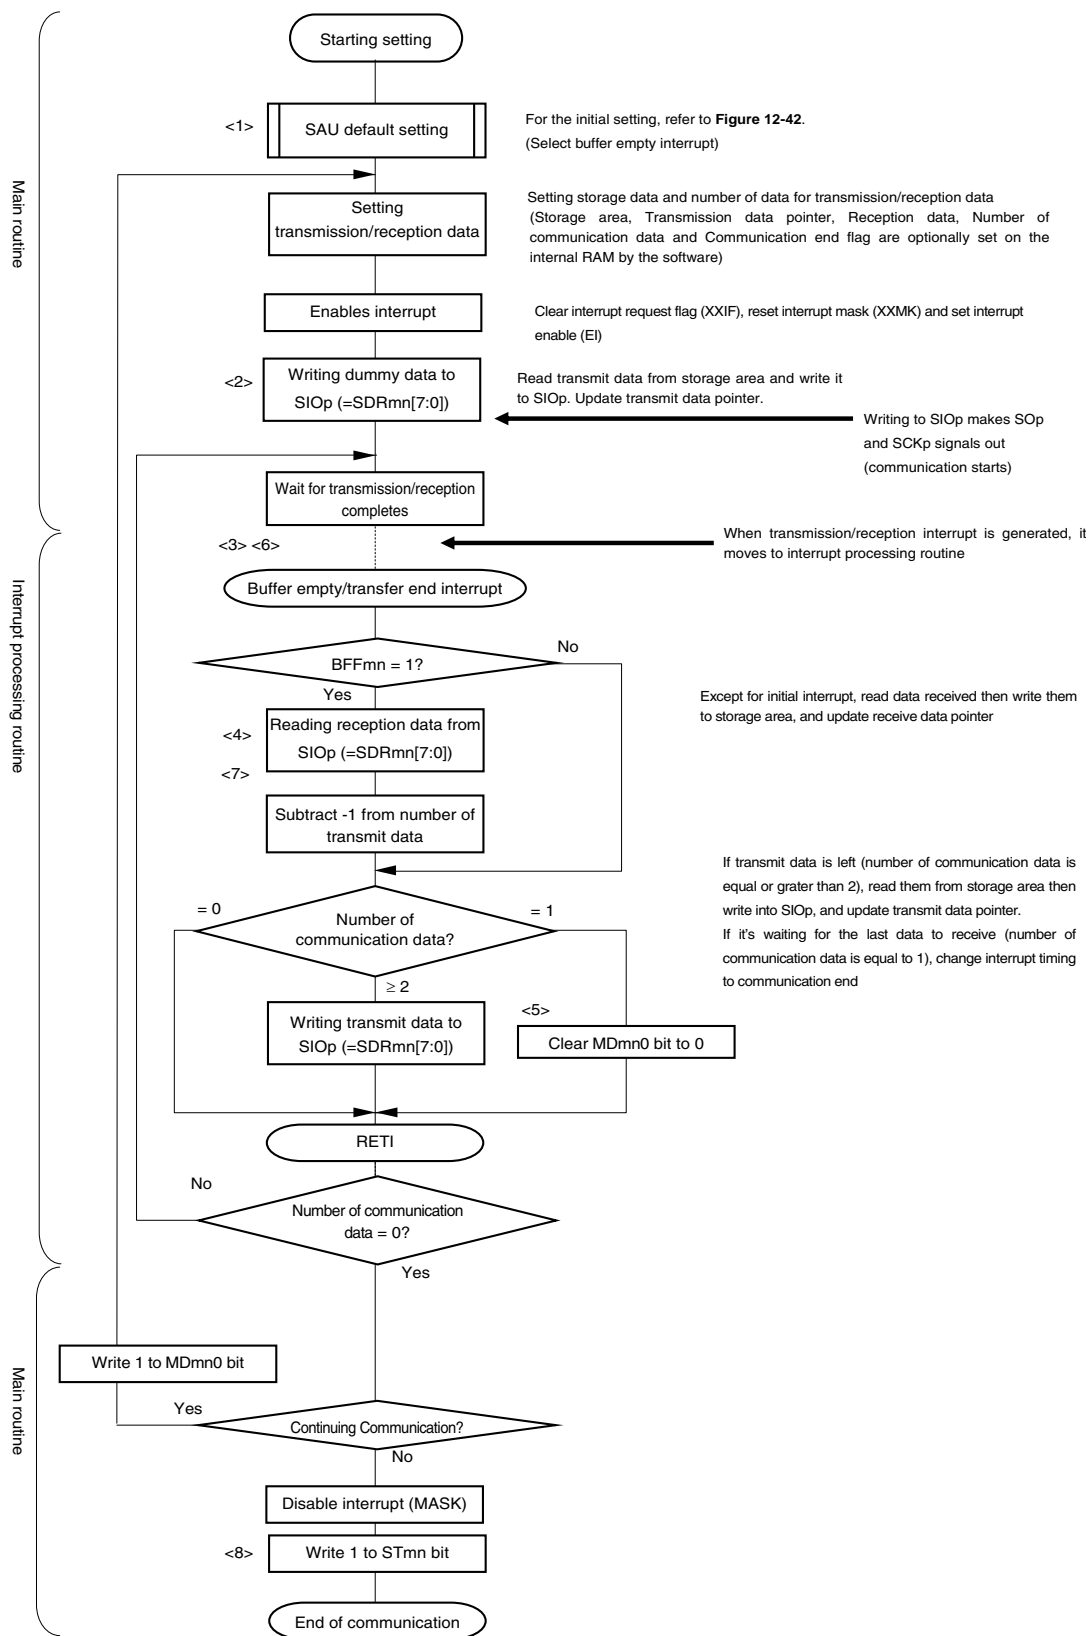 Starting setting
<1>
SAU default setting
For the initial setting, refer to Figure 12-42.
(Select buffer empty interrupt)
Main routine
Setting
transmission/reception data
Setting storage data and number of data for transmission/reception data
(Storage area, Transmission data pointer, Reception data, Number of
communication data and Communication end flag are optionally set on the
internal RAM by the software)
Enables interrupt
Clear interrupt request flag (XXIF), reset interrupt mask (XXMK) and set interrupt
enable (EI)
<2>
Writing dummy data to
SIOp (=SDRmn[7:0])
Read transmit data from storage area and write it
to SIOp. Update transmit data pointer.
Writing to SIOp makes SOp
and SCKp signals out
(communication starts)
Wait for transmission/reception
completes
<3> <6>
When transmission/reception interrupt is generated, it
moves to interrupt processing routine
Interrupt processing routine
Buffer empty/transfer end interrupt
No
BFFmn = 1?
Yes
Except for initial interrupt, read data received then write them
to storage area, and update receive data pointer
<4>
Reading reception data from
SIOp (=SDRmn[7:0])
<7>
Subtract -1 from number of
transmit data
If transmit data is left (number of communication data is
equal or grater than 2), read them from storage area then
write into SIOp, and update transmit data pointer.
If it's waiting for the last data to receive (number of
communication data is equal to 1), change interrupt timing
to communication end
= 0
= 1
Number of
communication data?
≥ 2
Writing transmit data to
SIOp (=SDRmn[7:0])
<5>
Clear MDmn0 bit to 0
RETI
No
Number of communication
data = 0?
Yes
Main routine
Write 1 to MDmn0 bit
Yes
Continuing Communication?
No
Disable interrupt (MASK)
<8>
Write 1 to STmn bit
End of communication